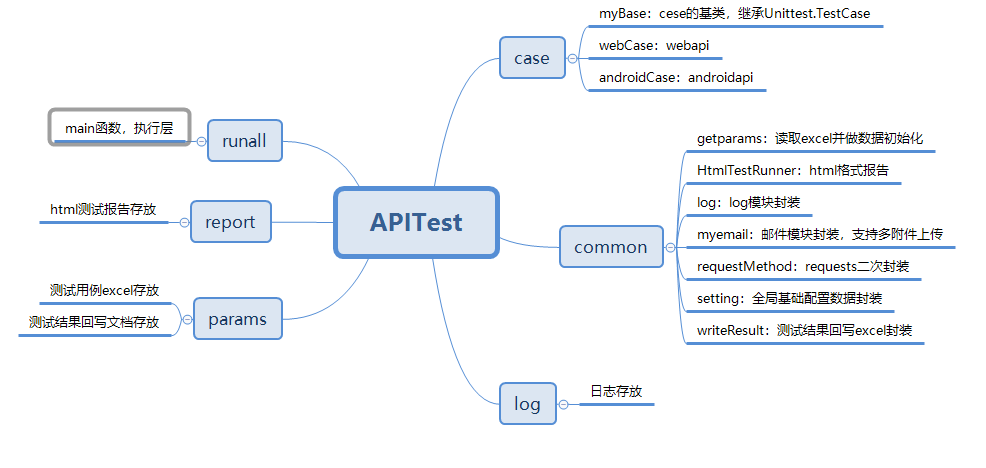 APITest
case
myBase：cese的基类，继承Unittest.TestCase
webCase：webapi
androidCase：androidapi
common
getparams：读取excel并做数据初始化
HtmlTestRunner：html格式报告
log：log模块封装
myemail：邮件模块封装，支持多附件上传
requestMethod：requests二次封装
setting：全局基础配置数据封装
writeResult：测试结果回写excel封装
log
日志存放
runall
main函数，执行层
report
html测试报告存放
params
测试用例excel存放
测试结果回写文档存放